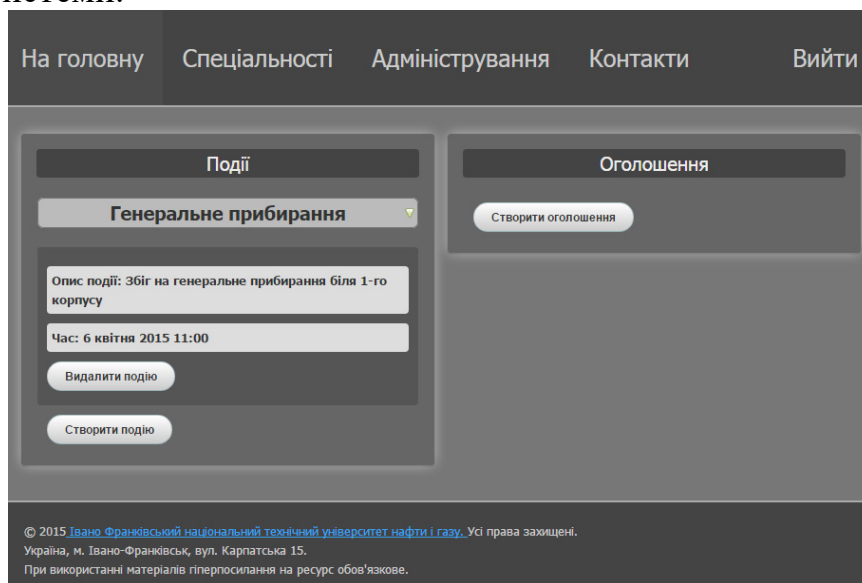 На головну Спеціальності Адміністрування Контакти Вийти
Події
Генеральне прибирання
Опис події: Збіг на генеральне прибирання біля 1-го
корпусу
Час: 6 квітня 2015 11:00
Видалити подію
Створити подію
Оголошення
Створити оголошення
© 2015 Івано Франківський національний технічний університет нафти і газу. Усі права захищені.
Україна, м. Івано-Франківськ, вул. Карпатська 15.
При використанні матеріалів гіперпосилання на ресурс обов'язкове.